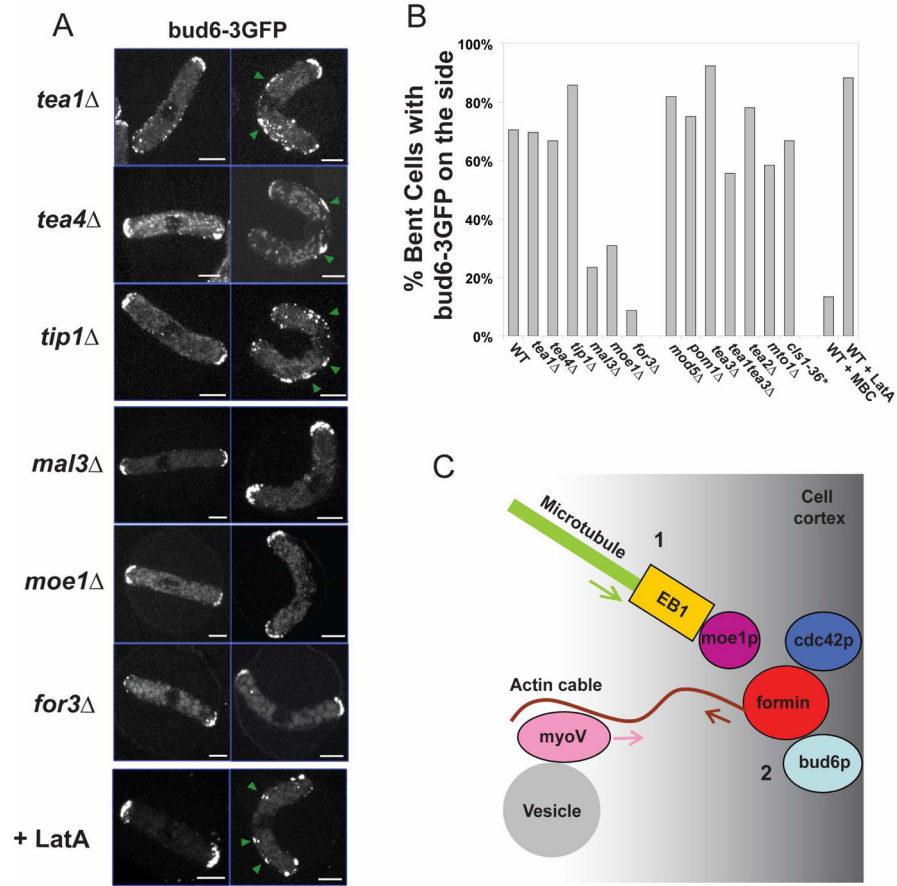 A
bud6-3GFP
tea1Δ
tea4Δ
tip1Δ
mal3Δ
moe1Δ
for3Δ
+ LatA
B
% Bent Cells with
bud6-3GFP on the side
100%
80%
60%
40%
20%
0%
WT
tea1Δ
tea4Δ
tip1Δ
mal3Δ
moe1Δ
for3Δ
mod5Δ
pom1Δ
tea3Δ
tea1tea3Δ
tea2Δ
mto1Δ
cls1-36*
WT + MBC
WT + LatA
C
Cell
cortex
Microtubule
1
EB1
moe1p
cdc42p
Actin cable
formin
myoV
2
bud6p
Vesicle